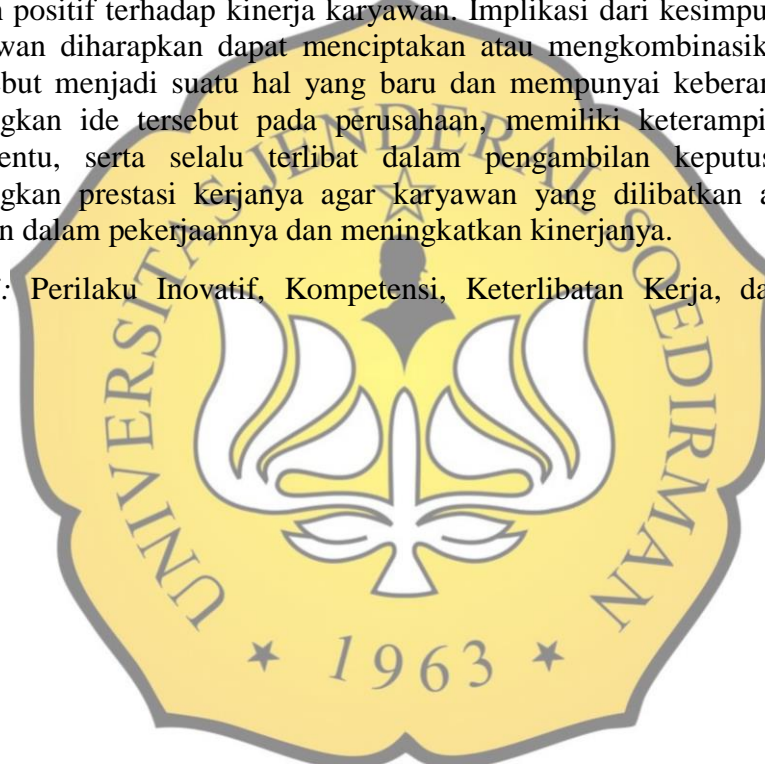 n positif terhadap kinerja karyawan. Implikasi dari kesimpu
wan diharapkan dapat menciptakan atau mengkombinasik
ebut menjadi suatu hal yang baru dan mempunyai keberan
gkan ide tersebut pada perusahaan, memiliki keterampi
entu, serta selalu terlibat dalam pengambilan keputus
gkan prestasi kerjanya agar karyawan yang dilibatkan a
n dalam pekerjaannya dan meningkatkan kinerjanya.
: Perilaku Inovatif, Kompetensi, Keterlibatan Kerja, da
UNIVERSITAS JENDERAL SOEDIRMAN
1963